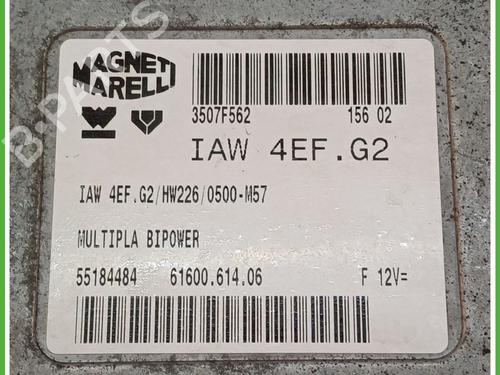 MAGNETI
MARELLI
3507F562 156 02
IAW 4EF.G2
IAW 4EF.G2/HW226/0500-M57
MULTIPLA BIPOWER
55184484 61600.614.06 F 12V=
B-PARTS